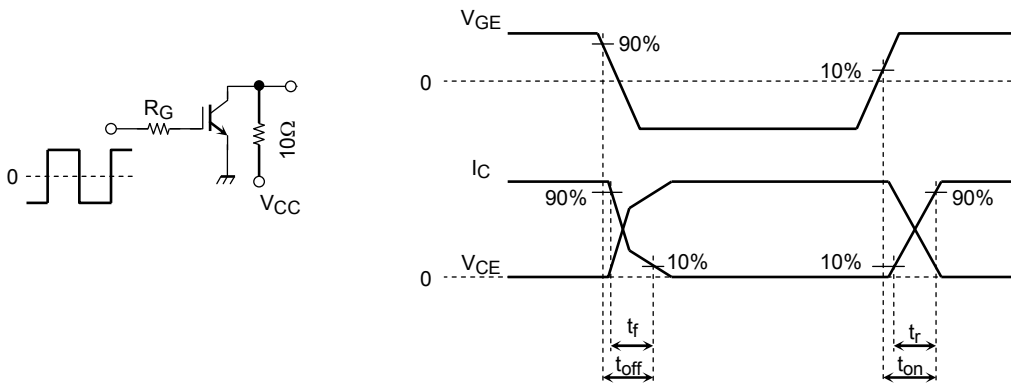 V_GE
90%
0
10%
R_G
10Ω
0
V_CC
I_C
90%
90%
V_CE
10%
10%
0
t_f
t_r
t_off
t_on